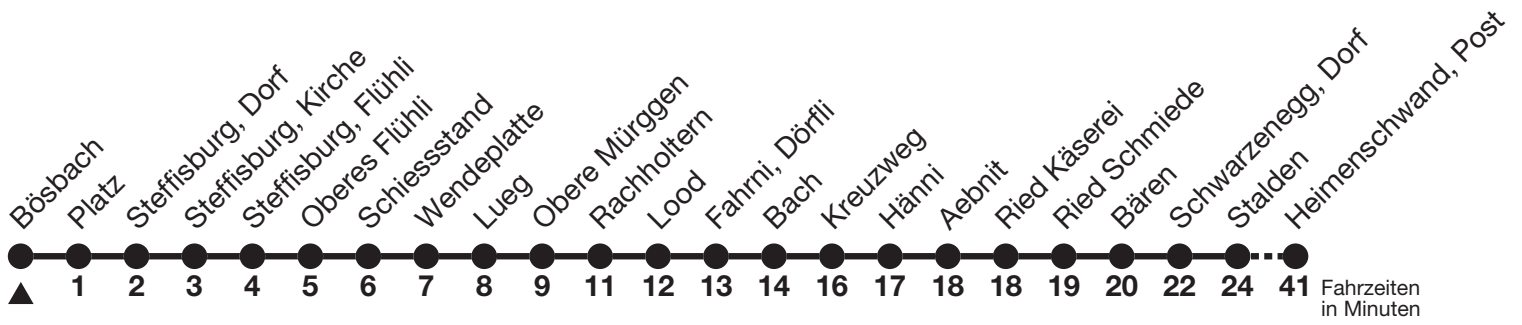 Bösbach
Platz
Steffisburg, Dorf
Steffisburg, Kirche
Steffisburg, Flühli
Oberes Flühli
Schiessstand
Wendeplatte
Lueg
Obere Mürggen
Rachholtern
Lood
Fahrni, Dörfli
Bach
Kreuzweg
Hänni
Aebnit
Ried Käserei
Ried Schmiede
Bären
Schwarzenegg, Dorf
Stalden
Heimenschwand, Post
1 2 3 4 5 6 7 8 9 11 12 13 14 16 17 18 18 19 20 22 24 41 Fahrzeiten
in Minuten